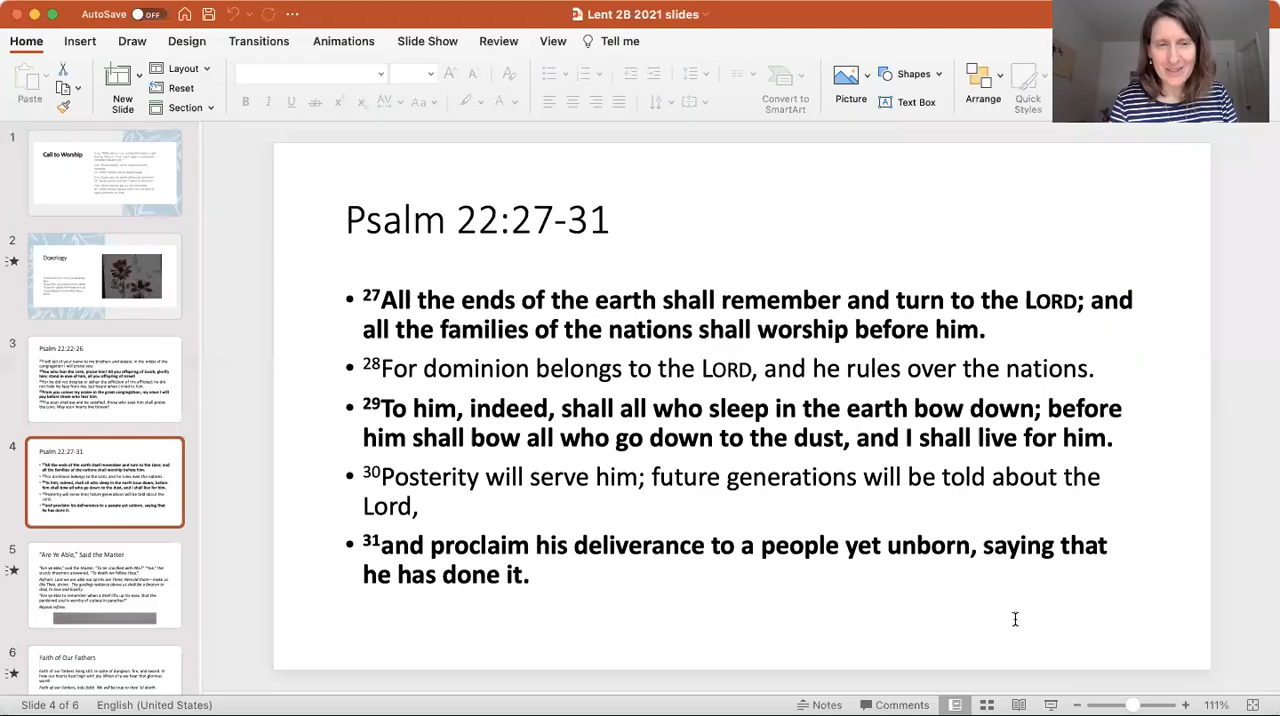 AutoSave OFF
Lent 2B 2021 slides
Home Insert Draw Design Transitions Animations Slide Show Review View Tell me
Paste
New Slide
Layout
Reset
Section
B I U ab
Convert to SmartArt
Picture
Shapes
Text Box
Arrange
Quick Styles
1
Call to Worship
2
Doxology
3
Psalm 22:22-26
4
Psalm 22:27-31
5
"Are Ye Able," Said the Master
6
Faith of Our Fathers
Psalm 22:27-31
• 27All the ends of the earth shall remember and turn to the LORD; and
all the families of the nations shall worship before him.
• 28For dominion belongs to the LORD, and he rules over the nations.
• 29To him, indeed, shall all who sleep in the earth bow down; before
him shall bow all who go down to the dust, and I shall live for him.
• 30Posterity will serve him; future generations will be told about the
Lord,
• 31and proclaim his deliverance to a people yet unborn, saying that
he has done it.
Slide 4 of 6 English (United States) Notes Comments 111%